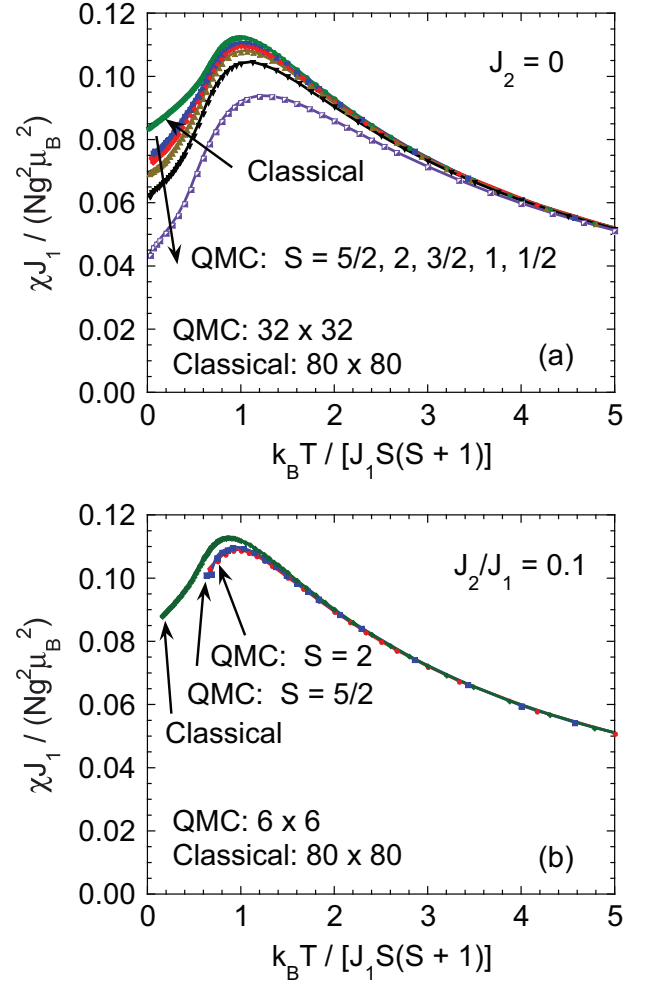 0.12
0.10
0.08
0.06
0.04
0.02
0.00
χJ₁ / (Ng²μ_B²)
J₂ = 0
Classical
QMC: S = 5/2, 2, 3/2, 1, 1/2
QMC: 32 x 32
Classical: 80 x 80
(a)
0 1 2 3 4 5
k_BT / [J₁S(S + 1)]
0.12
0.10
0.08
0.06
0.04
0.02
0.00
χJ₁ / (Ng²μ_B²)
J₂/J₁ = 0.1
QMC: S = 2
QMC: S = 5/2
Classical
QMC: 6 x 6
Classical: 80 x 80
(b)
0 1 2 3 4 5
k_BT / [J₁S(S + 1)]